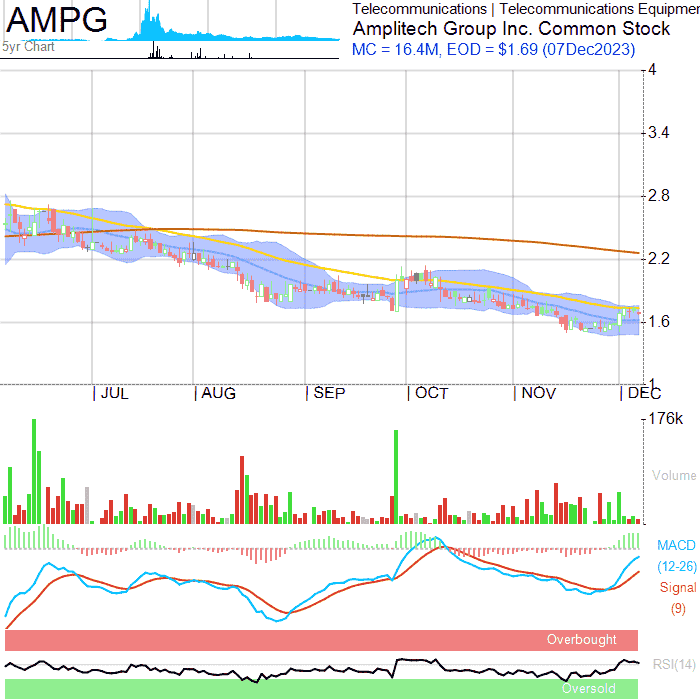 AMPG
5yr Chart
Telecommunications | Telecommunications Equipmen
Amplitech Group Inc. Common Stock
MC = 16.4M, EOD = $1.69 (07Dec2023)
4
3.4
2.8
2.2
1.6
1
JUL AUG SEP OCT NOV DEC
176k
Volume
MACD
(12-26)
Signal
(9)
Overbought
RSI(14)
Oversold